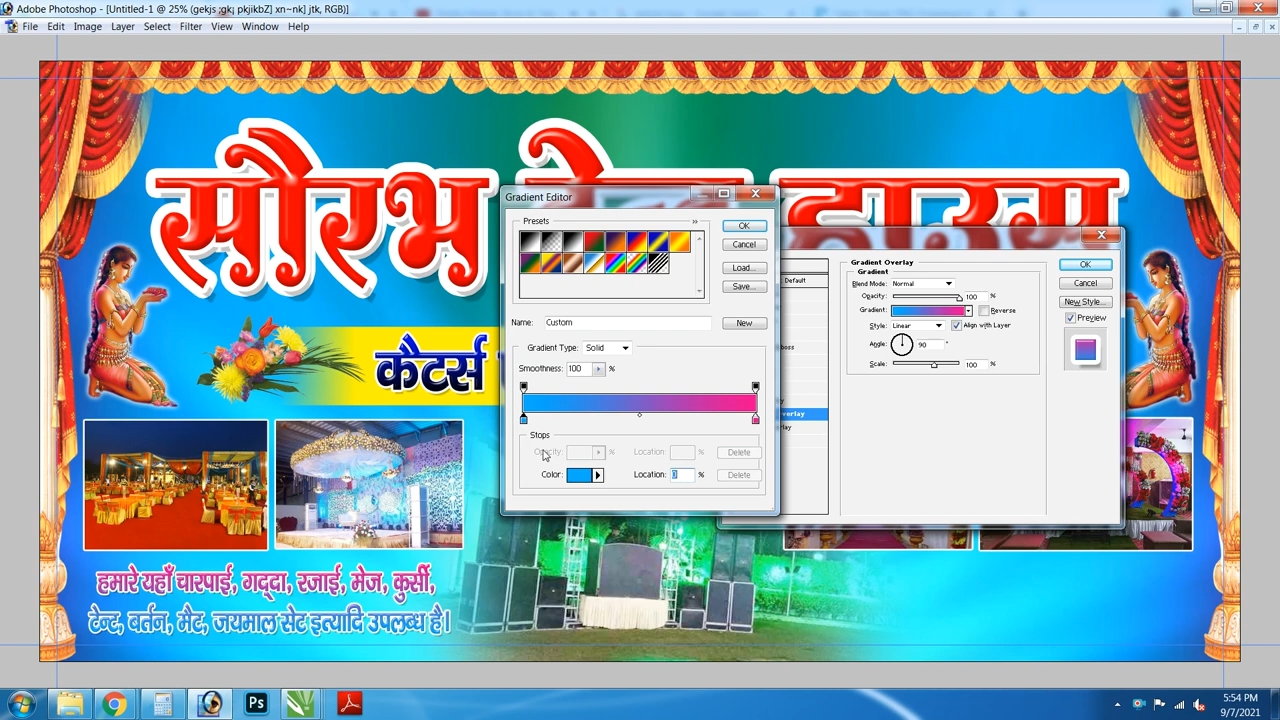 Adobe Photoshop - [Untitled-1 @ 25% (gekjs ;gk¡ pkjikbZ] xn~nk] jtk, RGB)]
File Edit Image Layer Select Filter View Window Help
सौरभ
Gradient Editor
Presets
OK
Cancel
Load...
Save...
Name: Custom
New
Gradient Type: Solid
Smoothness: 100 %
Stops
Opacity: % Location: % Delete
Color: Location: 0 % Delete
Default
Gradient Overlay
Gradient
Blend Mode: Normal
Opacity: 100 %
Gradient: Reverse
Style: Linear Align with Layer
Angle: 90 °
Scale: 100 %
OK
Cancel
New Style...
Preview
कैटर्स
हमारे यहाँ चारपाई, गद्दा, रजाई, मेज, कुर्सी,
टेन्ट, बर्तन, मैट, जयमाल सेट इत्यादि उपलब्ध है।
Ps
5:54 PM
9/7/2021